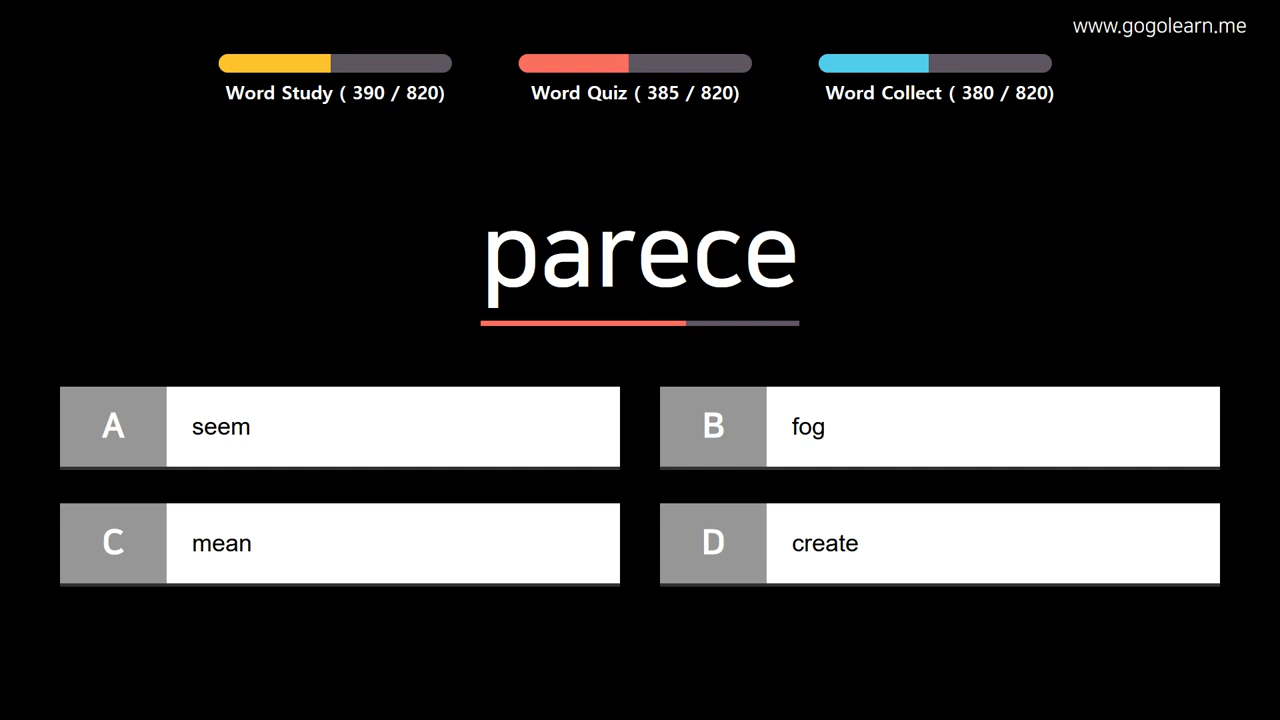 www.gogolearn.me
Word Study ( 390 / 820)
Word Quiz ( 385 / 820)
Word Collect ( 380 / 820)
parece
A seem
B fog
C mean
D create